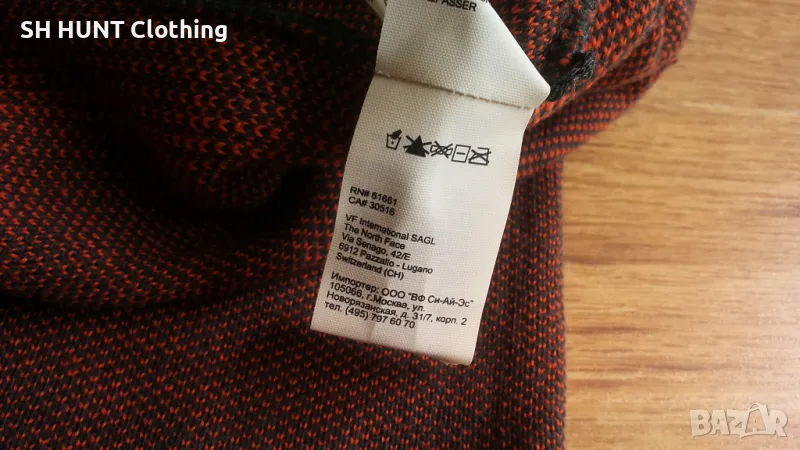 SH HUNT Clothing
RN# 61661
CA# 30516
VF International SAGL
The North Face
Via Senago, 42/E
6912 Pazzallo - Lugano
Switzerland (CH)
Импортер: ООО "ВФ Си-Ай-Эс"
105066, г.Москва, ул.
Новорязанская, д. 31/7, корп. 2
тел. (495) 797 60 70
BAZAR